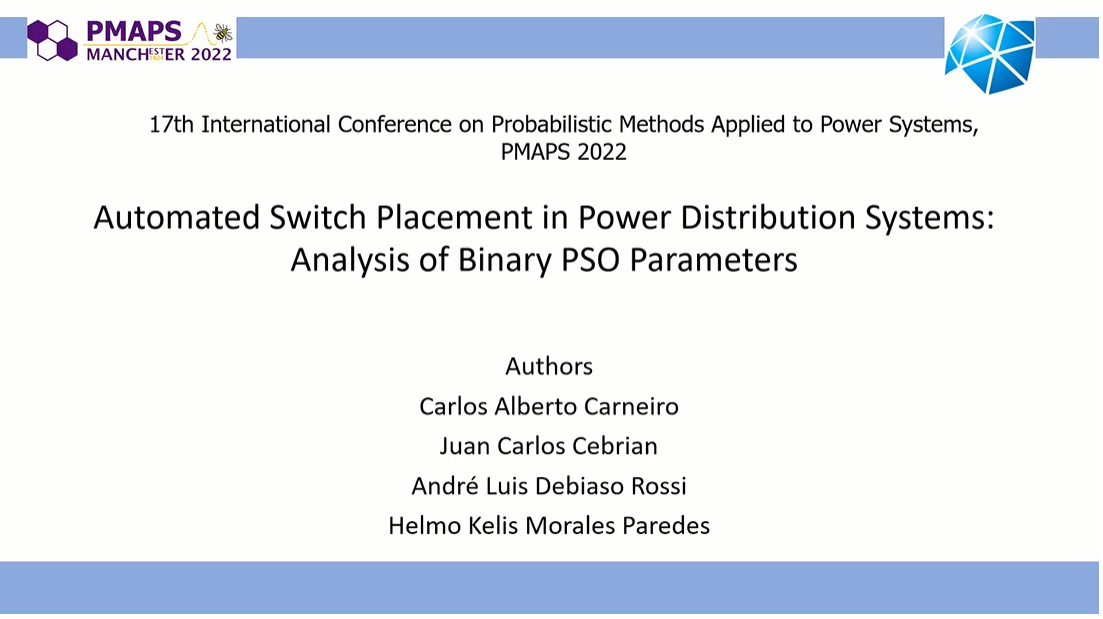 PMAPS
MANCHESTER 2022
17th International Conference on Probabilistic Methods Applied to Power Systems,
PMAPS 2022
Automated Switch Placement in Power Distribution Systems:
Analysis of Binary PSO Parameters
Authors
Carlos Alberto Carneiro
Juan Carlos Cebrian
André Luis Debiaso Rossi
Helmo Kelis Morales Paredes